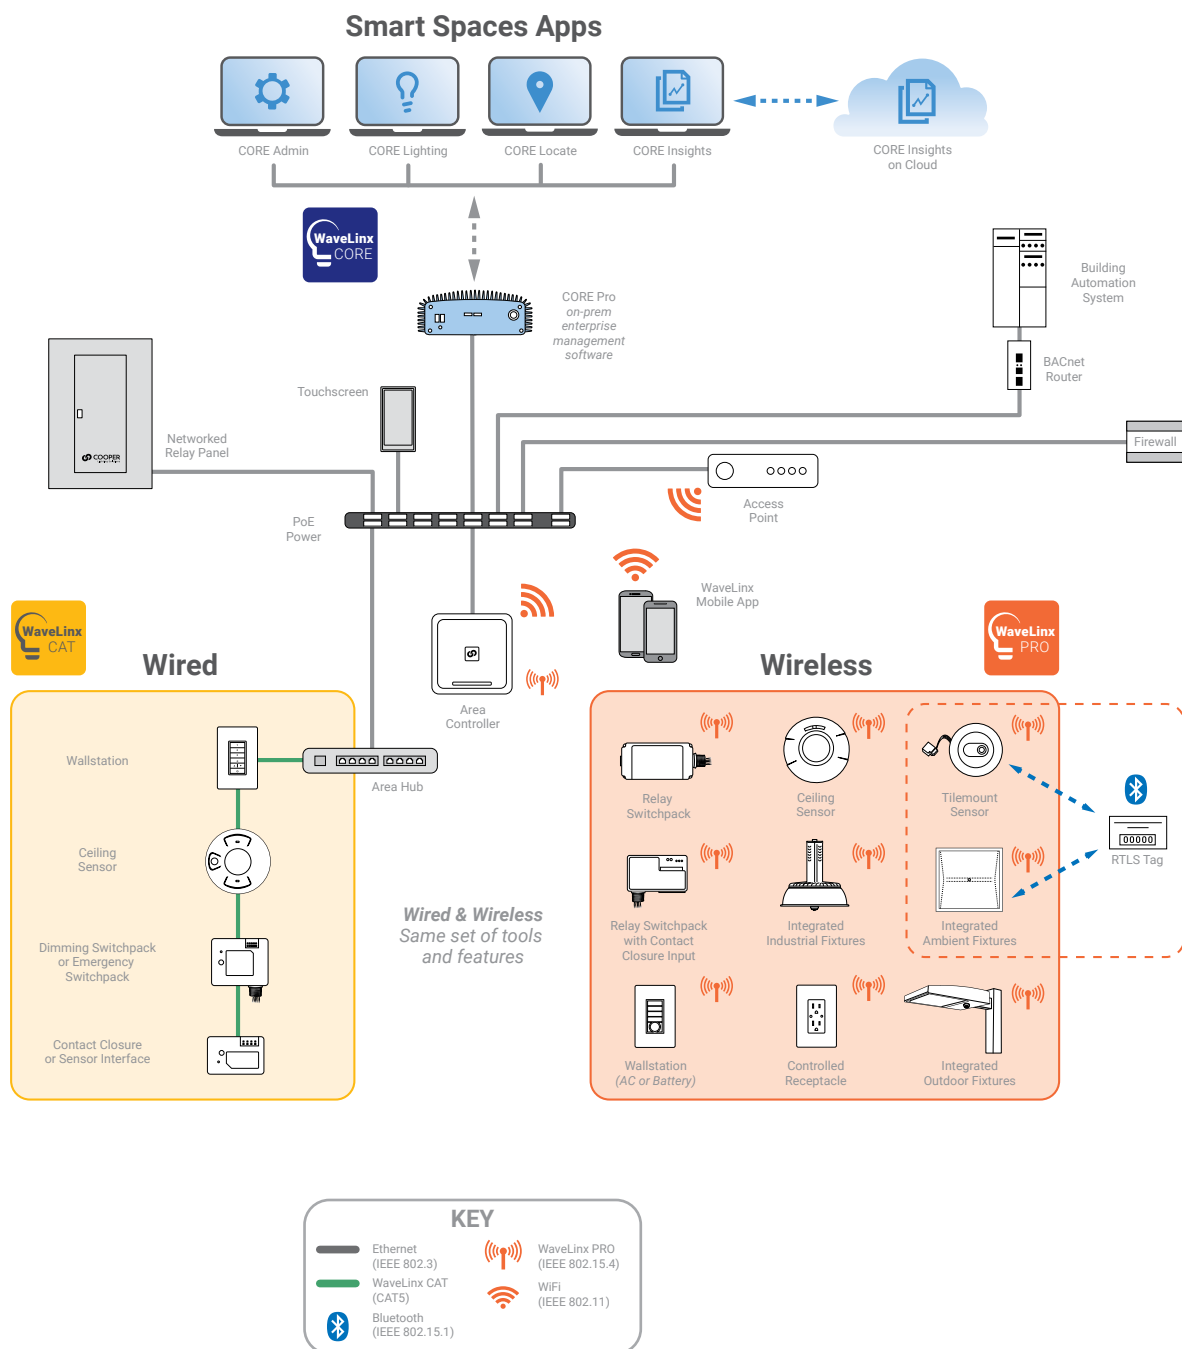 Smart Spaces Apps
CORE Admin
CORE Lighting
CORE Locate
CORE Insights
CORE Insights
on Cloud
WaveLinx
CORE
CORE Pro
on-prem
enterprise
management
software
Building
Automation
System
BACnet
Router
Touchscreen
Networked
Relay Panel
COOPER
Firewall
Access
Point
PoE
Power
WaveLinx
Mobile App
WaveLinx
CAT
WaveLinx
PRO
Wired
Wireless
Area
Controller
Wallstation
Area Hub
Ceiling
Sensor
Dimming Switchpack
or Emergency
Switchpack
Contact Closure
or Sensor Interface
Wired & Wireless
Same set of tools
and features
Relay
Switchpack
Ceiling
Sensor
Tilemount
Sensor
00000
RTLS Tag
Relay Switchpack
with Contact
Closure Input
Integrated
Industrial Fixtures
Integrated
Ambient Fixtures
Wallstation
(AC or Battery)
Controlled
Receptacle
Integrated
Outdoor Fixtures
KEY
Ethernet
(IEEE 802.3)
WaveLinx CAT
(CAT5)
Bluetooth
(IEEE 802.15.1)
WaveLinx PRO
(IEEE 802.15.4)
WiFi
(IEEE 802.11)